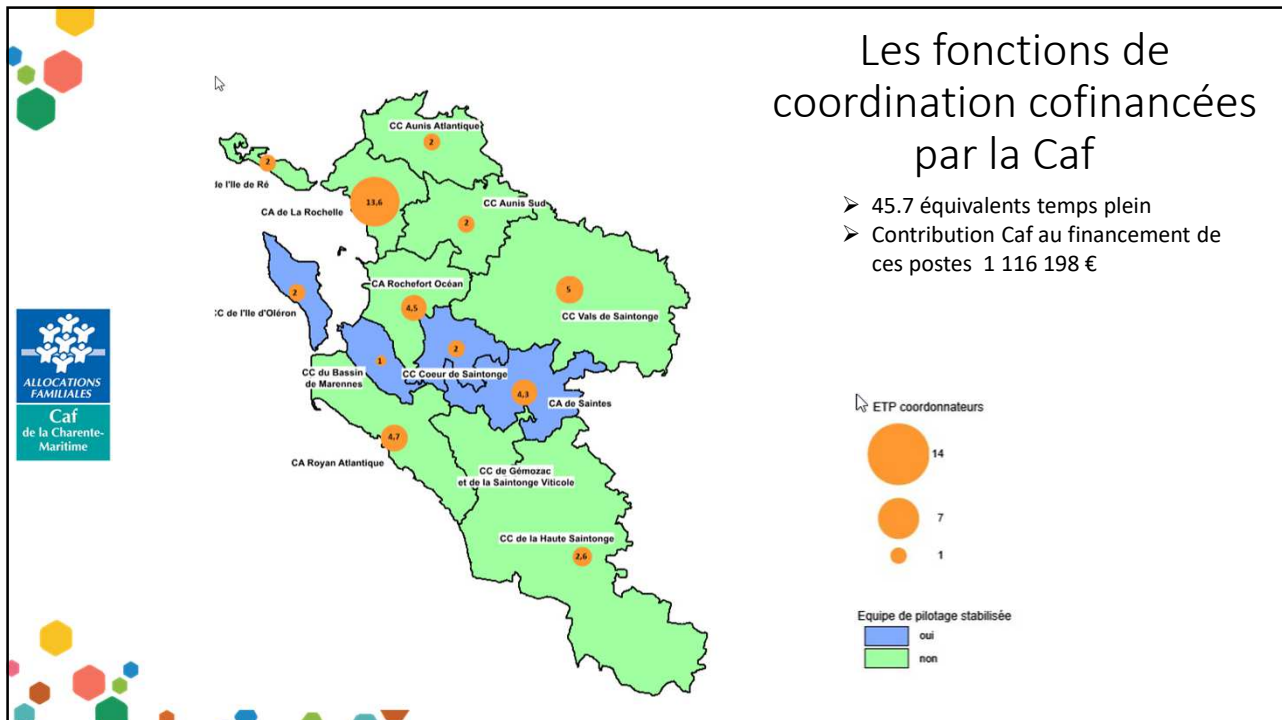 Les fonctions de
coordination cofinancées
par la Caf
➢ 45.7 équivalents temps plein
➢ Contribution Caf au financement de
ces postes 1 116 198 €
CC Aunis Atlantique
2
2
de l'Ile de Ré
13,6
CA de La Rochelle
CC Aunis Sud
2
CA Rochefort Océan
4,5
5
CC Vals de Saintonge
2
CC de l'Ile d'Oléron
1
CC du Bassin
de Marennes
2
CC Coeur de Saintonge
4,3
CA de Saintes
4,7
CA Royan Atlantique
CC de Gémozac
et de la Saintonge Viticole
CC de la Haute Saintonge
2,6
ALLOCATIONS
FAMILIALES
Caf
de la Charente-
Maritime
ETP coordonnateurs
14
7
1
Equipe de pilotage stabilisée
oui
non